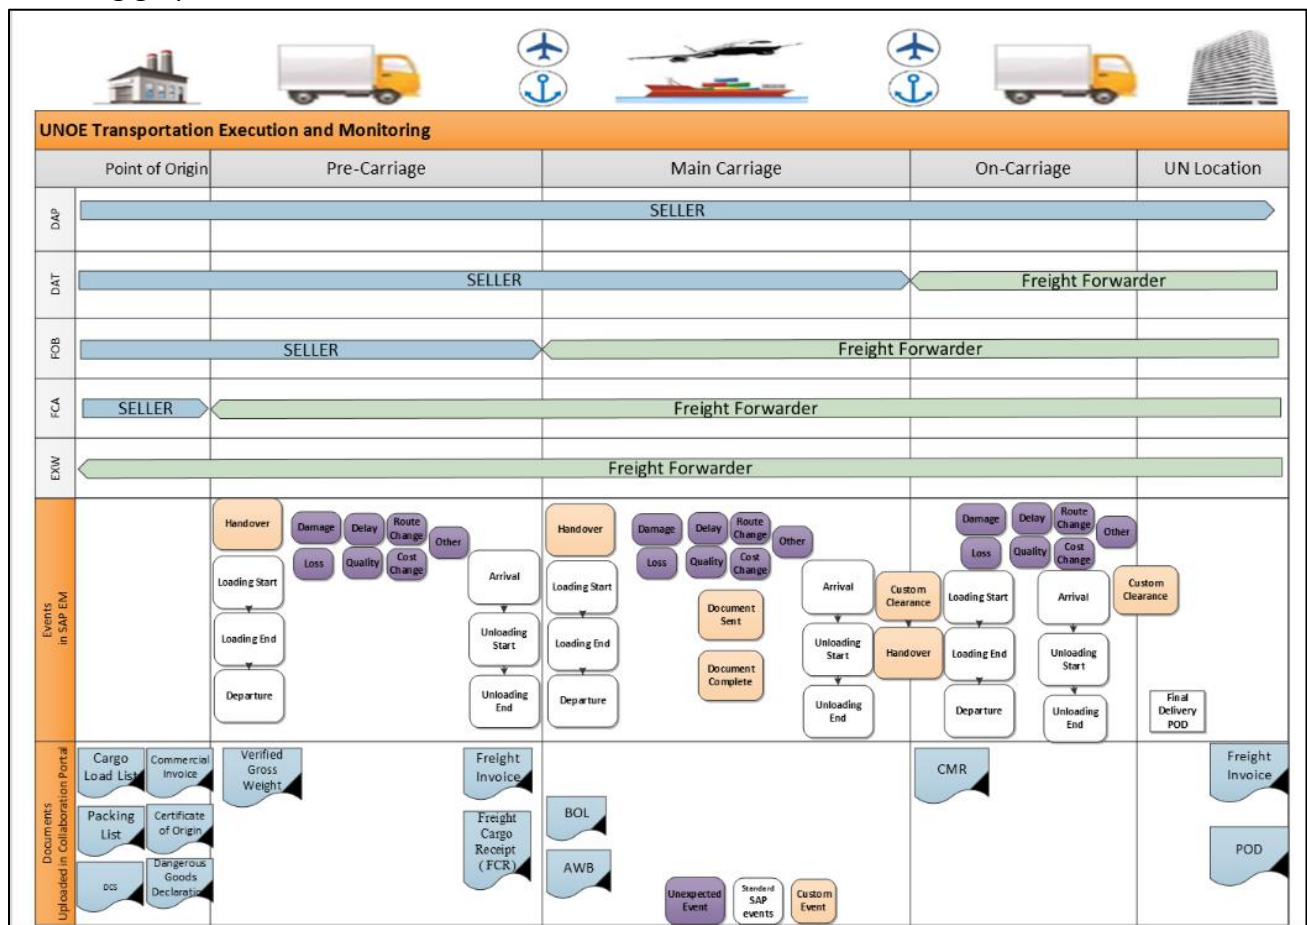 UNOE Transportation Execution and Monitoring
Point of Origin
Pre-Carriage
Main Carriage
On-Carriage
UN Location
DAP
SELLER
DAT
SELLER
Freight Forwarder
FOB
SELLER
Freight Forwarder
FCA
SELLER
Freight Forwarder
EXW
Freight Forwarder
Events
in SAP EM
Handover
Loading Start
Loading End
Departure
Damage
Delay
Route
Change
Other
Loss
Quality
Cost
Change
Arrival
Unloading
Start
Unloading
End
Handover
Loading Start
Loading End
Departure
Damage
Delay
Route
Change
Other
Loss
Quality
Cost
Change
Document
Sent
Document
Complete
Arrival
Unloading
Start
Unloading
End
Custom
Clearance
Handover
Loading Start
Loading End
Departure
Damage
Delay
Route
Change
Other
Loss
Quality
Cost
Change
Arrival
Unloading
Start
Unloading
End
Custom
Clearance
Final
Delivery
POD
Documents
Uploaded in Collaboration Portal
Cargo
Load List
Commercial
Invoice
Packing
List
Certificate
of Origin
DCS
Dangerous
Goods
Declaration
Verified
Gross
Weight
Freight
Invoice
Freight
Cargo
Receipt
(FCR)
BOL
AWB
CMR
Freight
Invoice
POD
Unexpected
Event
Standard
SAP
events
Custom
Event